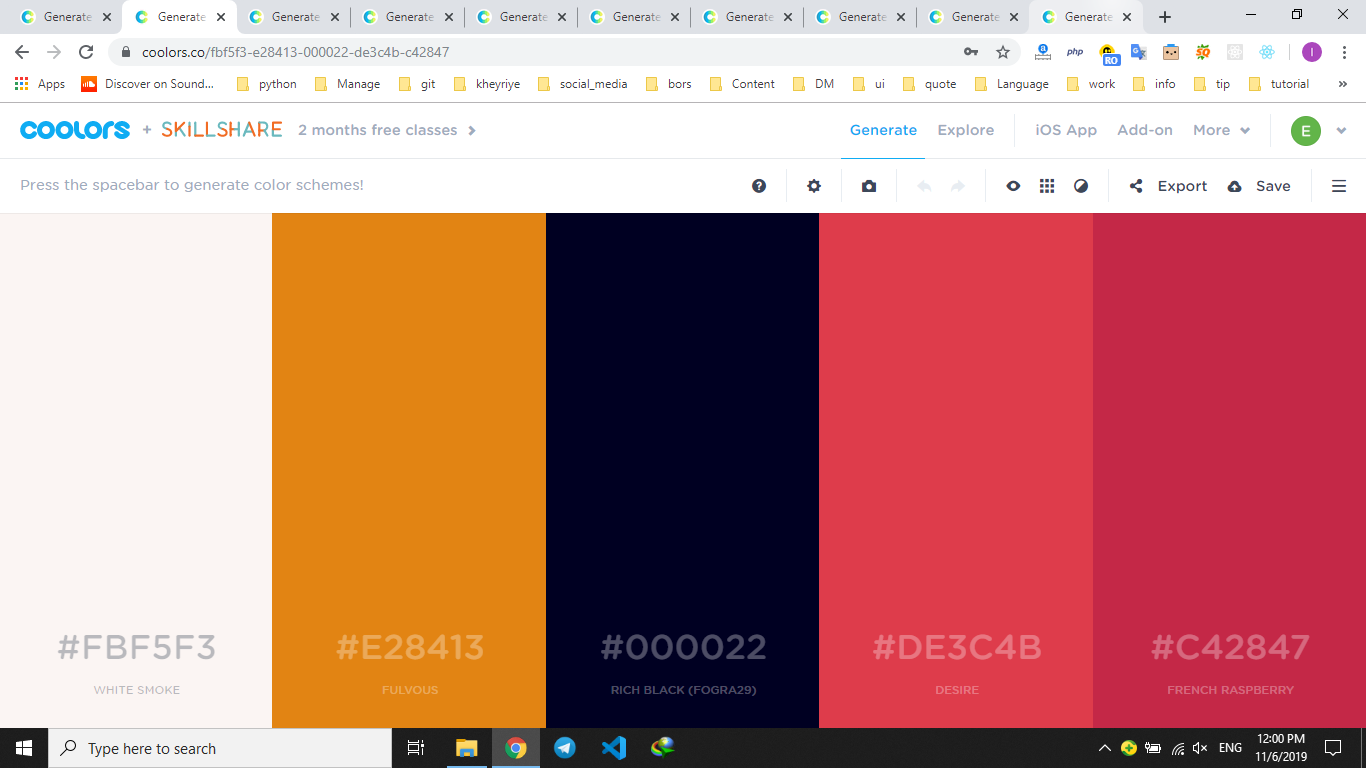 Generate Generate Generate Generate Generate Generate Generate Generate Generate Generate
coolors.co/fbf5f3-e28413-000022-de3c4b-c42847 php RO I
Apps Discover on Sound... python Manage git kheyriye social_media bors Content DM ui quote Language work info tip tutorial »
coolors + SKILLSHARE 2 months free classes Generate Explore iOS App Add-on More E
Press the spacebar to generate color schemes! Export Save
#FBF5F3 #E28413 #000022 #DE3C4B #C42847
WHITE SMOKE FULVOUS RICH BLACK (FOGRA29) DESIRE FRENCH RASPBERRY
Type here to search ENG 12:00 PM
11/6/2019